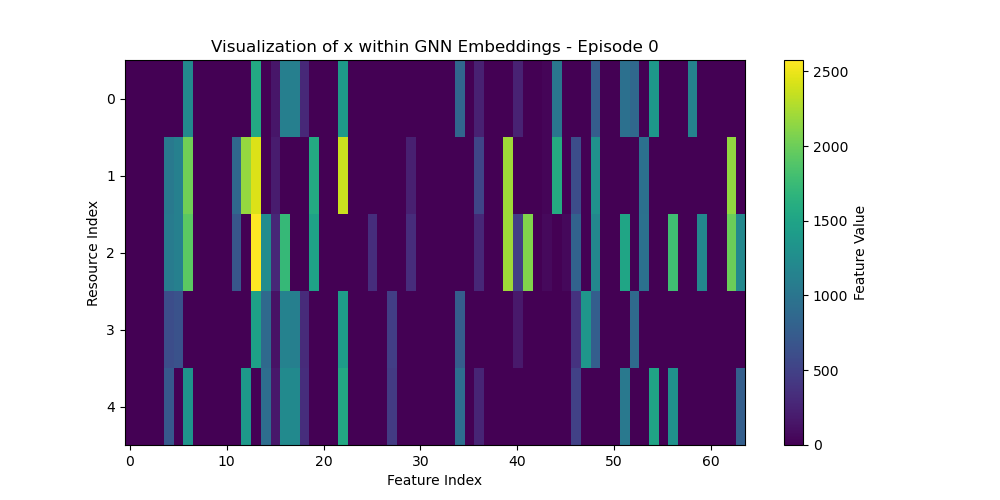 Visualization of x within GNN Embeddings - Episode 0
0
1
2
3
4
Resource Index
0 10 20 30 40 50 60
Feature Index
2500
2000
1500
1000
500
0
Feature Value